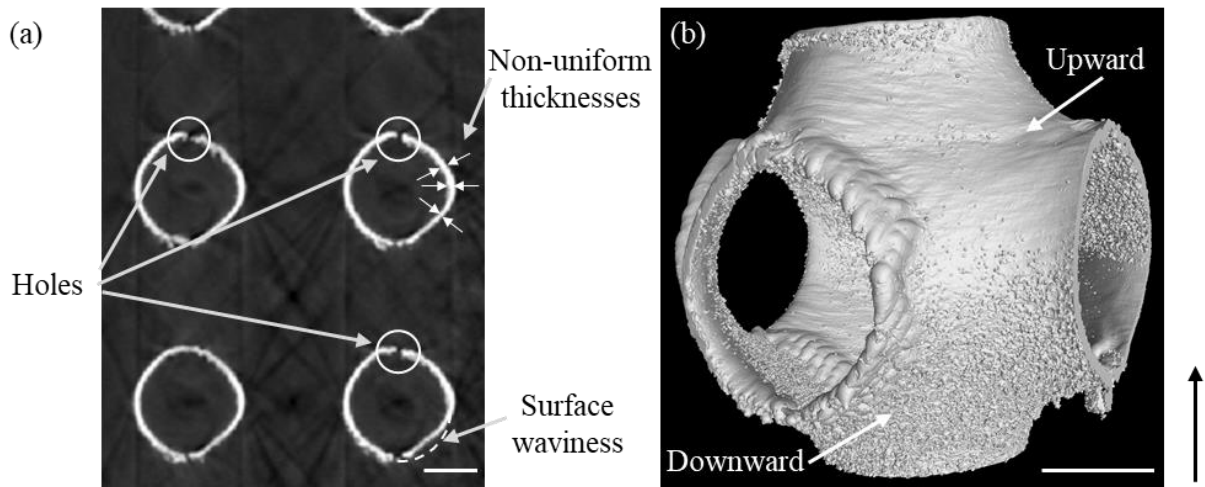 (a)
Non-uniform
thicknesses
Holes
Surface
waviness
(b)
Upward
Downward